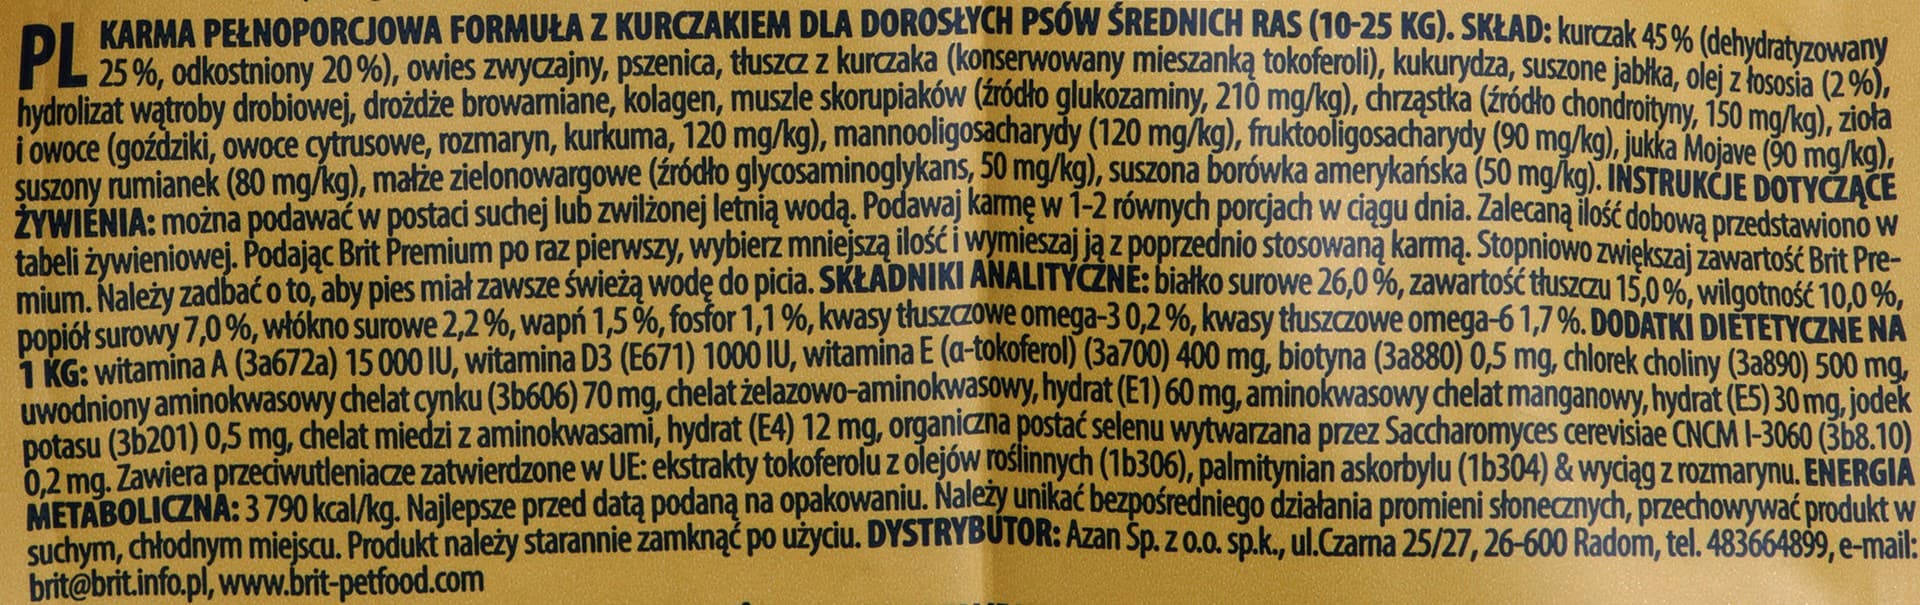 PL KARMA PEŁNOPORCJOWA FORMUŁA Z KURCZAKIEM DLA DOROSŁYCH PSÓW ŚREDNICH RAS (10-25 KG). SKŁAD: kurczak 45 % (dehydratyzowany
25 %, odkostniony 20 %), owies zwyczajny, pszenica, tłuszcz z kurczaka (konserwowany mieszanką tokoferoli), kukurydza, suszone jabłka, olej z łososia (2 %),
hydrolizat wątroby drobiowej, drożdże browarniane, kolagen, muszle skorupiaków (źródło glukozaminy, 210 mg/kg), chrząstka (źródło chondroityny, 150 mg/kg), zioła
i owoce (goździki, owoce cytrusowe, rozmaryn, kurkuma, 120 mg/kg), mannooligosacharydy (120 mg/kg), fruktooligosacharydy (90 mg/kg), jukka Mojave (90 mg/kg),
suszony rumianek (80 mg/kg), małże zielonowargowe (źródło glycosaminoglykans, 50 mg/kg), suszona borówka amerykańska (50 mg/kg). INSTRUKCJE DOTYCZĄCE
ŻYWIENIA: można podawać w postaci suchej lub zwilżonej letnią wodą. Podawaj karmę w 1-2 równych porcjach w ciągu dnia. Zalecaną ilość dobową przedstawiono w
tabeli żywieniowej. Podając Brit Premium po raz pierwszy, wybierz mniejszą ilość i wymieszaj ją z poprzednio stosowaną karmą. Stopniowo zwiększaj zawartość Brit Pre-
mium. Należy zadbać o to, aby pies miał zawsze świeżą wodę do picia. SKŁADNIKI ANALITYCZNE: białko surowe 26,0 %, zawartość tłuszczu 15,0 %, wilgotność 10,0 %,
popiół surowy 7,0 %, włókno surowe 2,2 %, wapń 1,5 %, fosfor 1,1 %, kwasy tłuszczowe omega-3 0,2 %, kwasy tłuszczowe omega-6 1,7 %. DODATKI DIETETYCZNE NA
1 KG: witamina A (3a672a) 15 000 IU, witamina D3 (E671) 1000 IU, witamina E (α-tokoferol) (3a700) 400 mg, biotyna (3a880) 0,5 mg, chlorek choliny (3a890) 500 mg,
uwodniony aminokwasowy chelat cynku (3b606) 70 mg, chelat żelazowo-aminokwasowy, hydrat (E1) 60 mg, aminokwasowy chelat manganowy, hydrat (E5) 30 mg, jodek
potasu (3b201) 0,5 mg, chelat miedzi z aminokwasami, hydrat (E4) 12 mg, organiczna postać selenu wytwarzana przez Saccharomyces cerevisiae CNCM I-3060 (3b8.10)
0,2 mg. Zawiera przeciwutleniacze zatwierdzone w UE: ekstrakty tokoferolu z olejów roślinnych (1b306), palmitynian askorbylu (1b304) & wyciąg z rozmarynu. ENERGIA
METABOLICZNA: 3 790 kcal/kg. Najlepsze przed datą podaną na opakowaniu. Należy unikać bezpośredniego działania promieni słonecznych, przechowywać produkt w
suchym, chłodnym miejscu. Produkt należy starannie zamknąć po użyciu. DYSTRYBUTOR: Azan Sp. z o.o. sp.k., ul.Czarna 25/27, 26-600 Radom, tel. 483664899, e-mail:
brit@brit.info.pl, www.brit-petfood.com